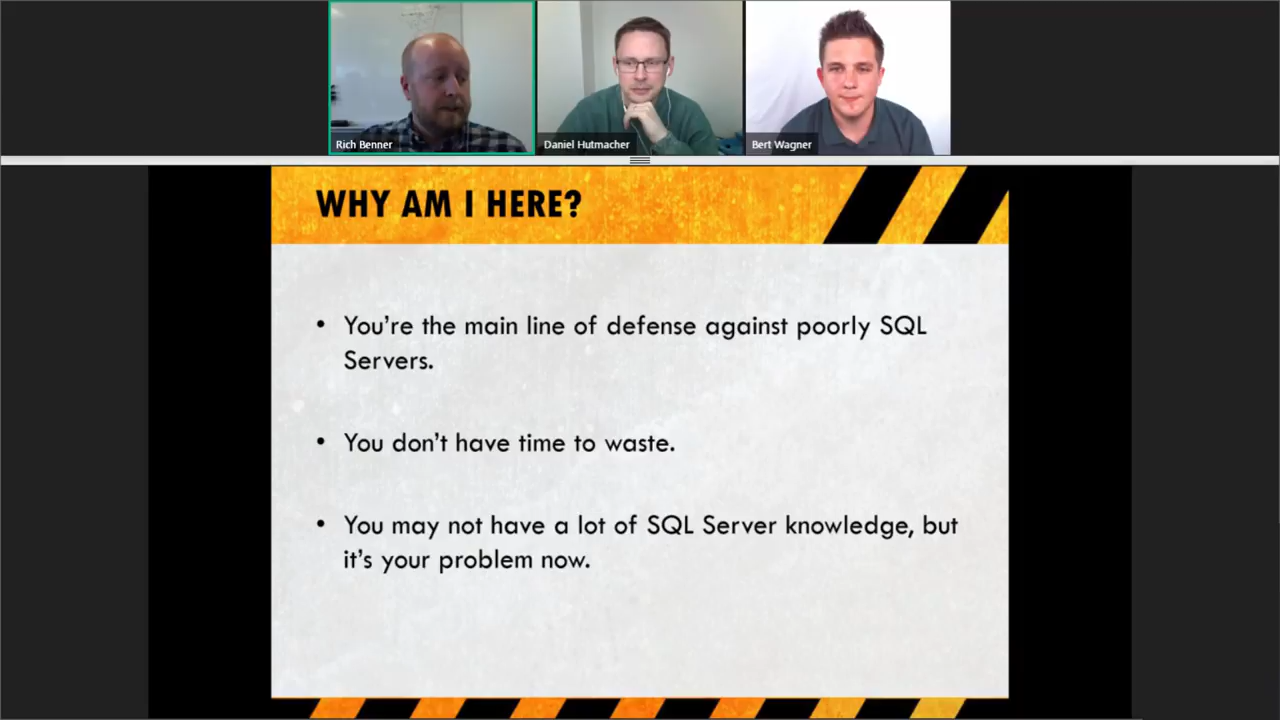 Rich Benner
Daniel Hutmacher
Bert Wagner
WHY AM I HERE?
• You're the main line of defense against poorly SQL
Servers.
• You don't have time to waste.
• You may not have a lot of SQL Server knowledge, but
it's your problem now.